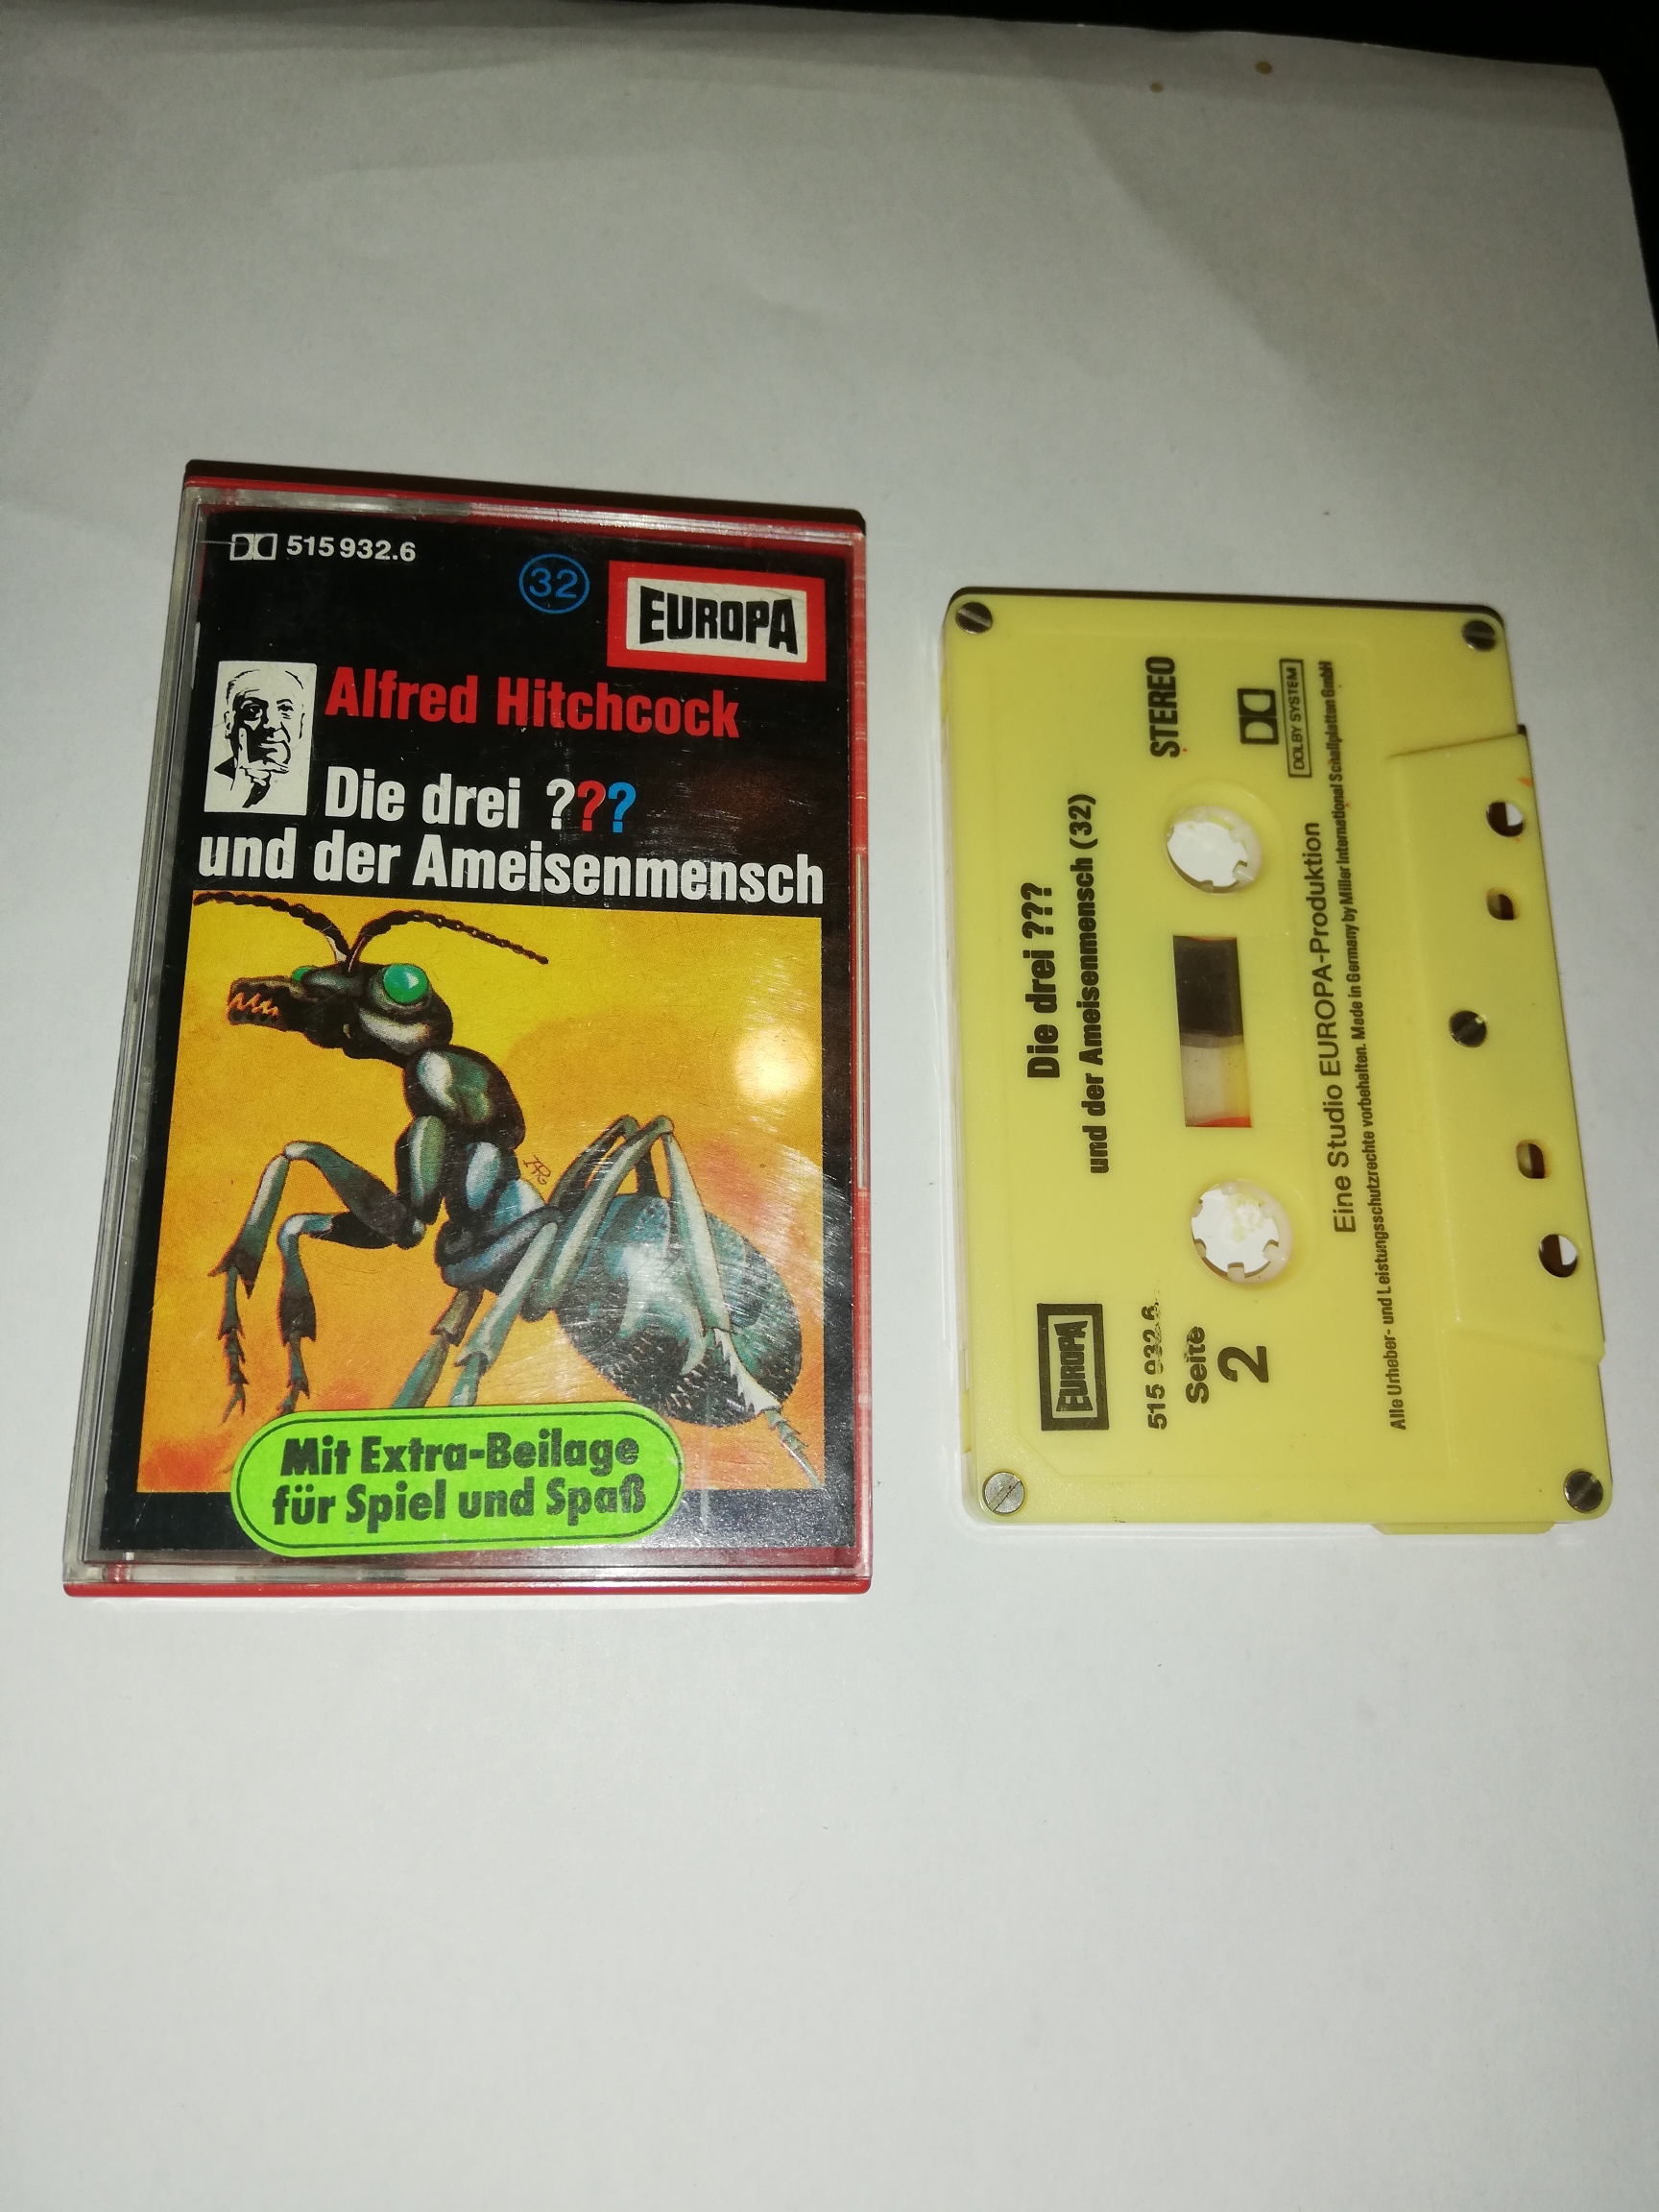 515 932.6
32
EUROPA
Alfred Hitchcock
Die drei ???
und der Ameisenmensch
Mit Extra-Beilage
für Spiel und Spaß
EUROPA
Die drei ???
und der Ameisenmensch (32)
515 932.6
STEREO
Seite
2
DOLBY SYSTEM
Eine Studio EUROPA-Produktion
Alle Urheber- und Leistungsschutzrechte vorbehalten. Made in Germany by Miller International Schallplatten GmbH